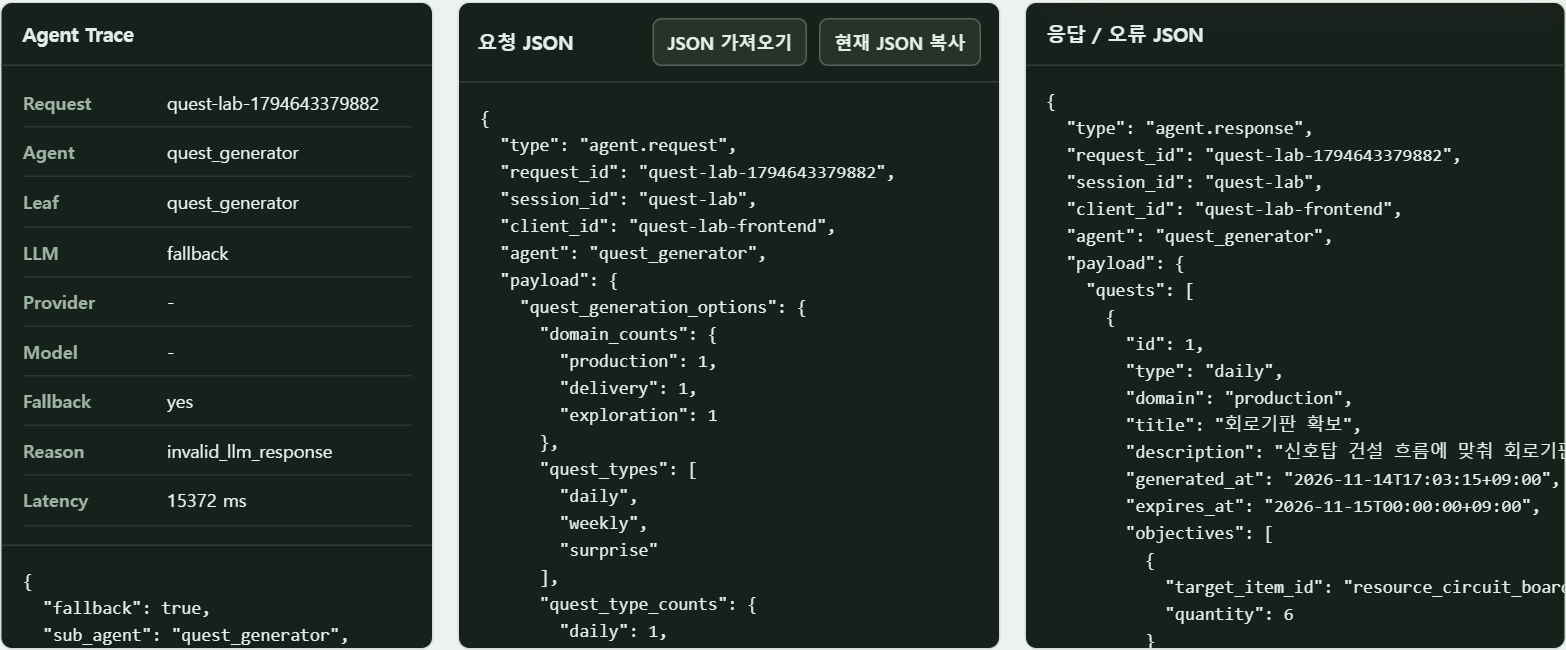 Agent Trace
Request quest-lab-1794643379882
Agent quest_generator
Leaf quest_generator
LLM fallback
Provider -
Model -
Fallback yes
Reason invalid_llm_response
Latency 15372 ms
{
"fallback": true,
"sub_agent": "quest_generator",
요청 JSON
JSON 가져오기
현재 JSON 복사
{
"type": "agent.request",
"request_id": "quest-lab-1794643379882",
"session_id": "quest-lab",
"client_id": "quest-lab-frontend",
"agent": "quest_generator",
"payload": {
"quest_generation_options": {
"domain_counts": {
"production": 1,
"delivery": 1,
"exploration": 1
},
"quest_types": [
"daily",
"weekly",
"surprise"
],
"quest_type_counts": {
"daily": 1,
응답 / 오류 JSON
{
"type": "agent.response",
"request_id": "quest-lab-1794643379882",
"session_id": "quest-lab",
"client_id": "quest-lab-frontend",
"agent": "quest_generator",
"payload": {
"quests": [
{
"id": 1,
"type": "daily",
"domain": "production",
"title": "회로기판 확보",
"description": "신호탑 건설 흐름에 맞춰 회로기판
"generated_at": "2026-11-14T17:03:15+09:00",
"expires_at": "2026-11-15T00:00:00+09:00",
"objectives": [
{
"target_item_id": "resource_circuit_board
"quantity": 6
}